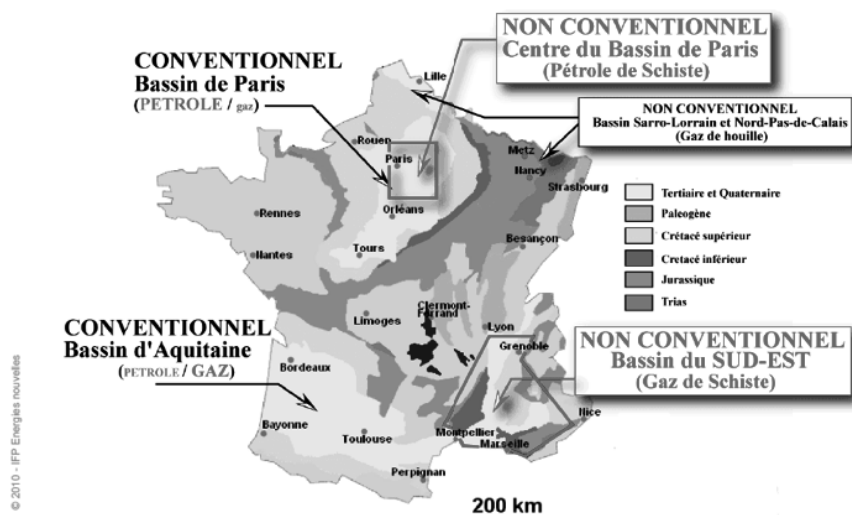 NON CONVENTIONNEL
Centre du Bassin de Paris
(Pétrole de Schiste)
CONVENTIONNEL
Bassin de Paris
(PETROLE / gaz)
Lille
NON CONVENTIONNEL
Bassin Sarro-Lorrain et Nord-Pas-de-Calais
(Gaz de houille)
Rouen
Paris
Metz
Nancy
Strasbourg
Orléans
Rennes
Nantes
Tours
Besançon
Tertiaire et Quaternaire
Paleogène
Crétacé supérieur
Cretacé inférieur
Jurassique
Trias
Limoges
Clermont-
Ferrand
Lyon
Grenoble
CONVENTIONNEL
Bassin d'Aquitaine
(PETROLE / GAZ)
NON CONVENTIONNEL
Bassin du SUD-EST
(Gaz de Schiste)
Bordeaux
Bayonne
Toulouse
Montpellier
Marseille
Nice
Perpignan
200 km
© 2010 - IFP Energies nouvelles